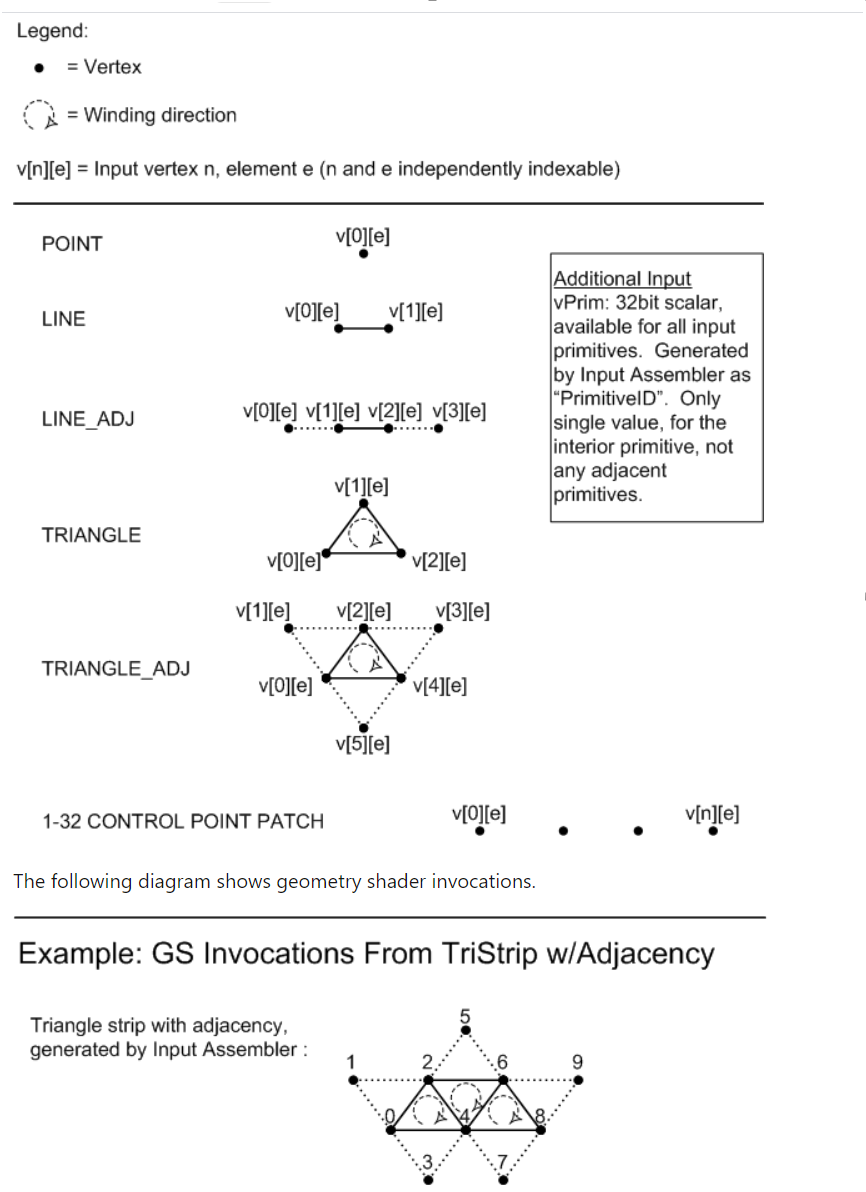 Legend:
= Vertex
= Winding direction
v[n][e] = Input vertex n, element e (n and e independently indexable)
POINT
v[0][e]
LINE
v[0][e] v[1][e]
LINE_ADJ
v[0][e] v[1][e] v[2][e] v[3][e]
TRIANGLE
v[1][e]
v[0][e] v[2][e]
TRIANGLE_ADJ
v[1][e] v[2][e] v[3][e]
v[0][e] v[4][e]
v[5][e]
1-32 CONTROL POINT PATCH
v[0][e] v[n][e]
Additional Input
vPrim: 32bit scalar,
available for all input
primitives. Generated
by Input Assembler as
“PrimitiveID”. Only
single value, for the
interior primitive, not
any adjacent
primitives.
The following diagram shows geometry shader invocations.
Example: GS Invocations From TriStrip w/Adjacency
Triangle strip with adjacency,
generated by Input Assembler :
5
1 2 6 9
0 4 8
3 7